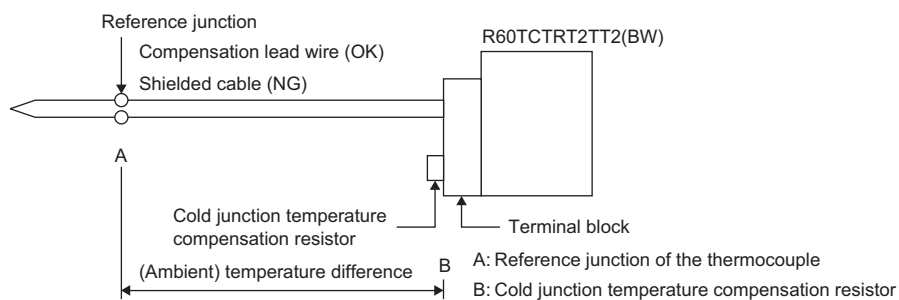 Reference junction
R60TCTRT2TT2(BW)
Compensation lead wire (OK)
Shielded cable (NG)
A
Cold junction temperature
compensation resistor
Terminal block
(Ambient) temperature difference
B
A: Reference junction of the thermocouple
B: Cold junction temperature compensation resistor